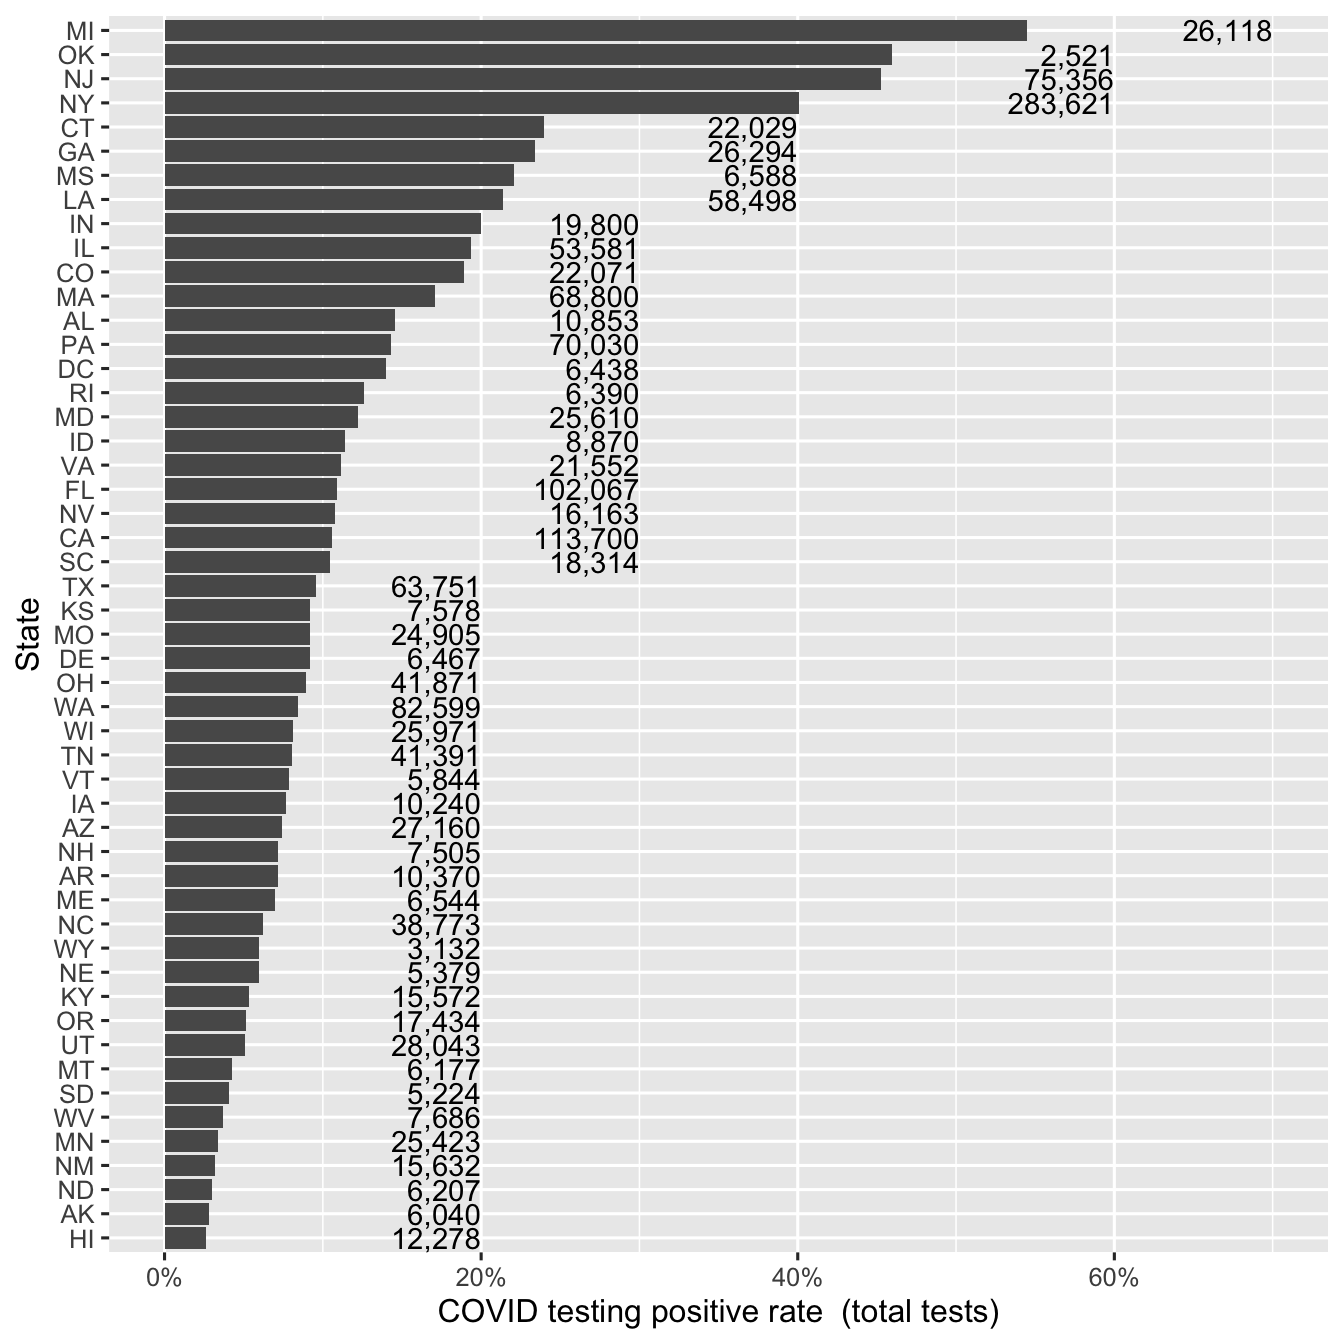 MI 26,118
OK 2,521
NJ 75,356
NY 283,621
CT 22,029
GA 26,294
MS 6,588
LA 58,498
IN 19,800
IL 53,581
CO 22,071
MA 68,800
AL 10,853
PA 70,030
DC 6,438
RI 6,390
MD 25,610
ID 8,870
VA 21,552
FL 102,067
NV 16,163
CA 113,700
SC 18,314
TX 63,751
KS 7,578
MO 24,905
DE 6,467
OH 41,871
WA 82,599
WI 25,971
TN 41,391
VT 5,844
IA 10,240
AZ 27,160
NH 7,505
AR 10,370
ME 6,544
NC 38,773
WY 3,132
NE 5,379
KY 15,572
OR 17,434
UT 28,043
MT 6,177
SD 5,224
WV 7,686
MN 25,423
NM 15,632
ND 6,207
AK 6,040
HI 12,278
State
0% 20% 40% 60%
COVID testing positive rate  (total tests)